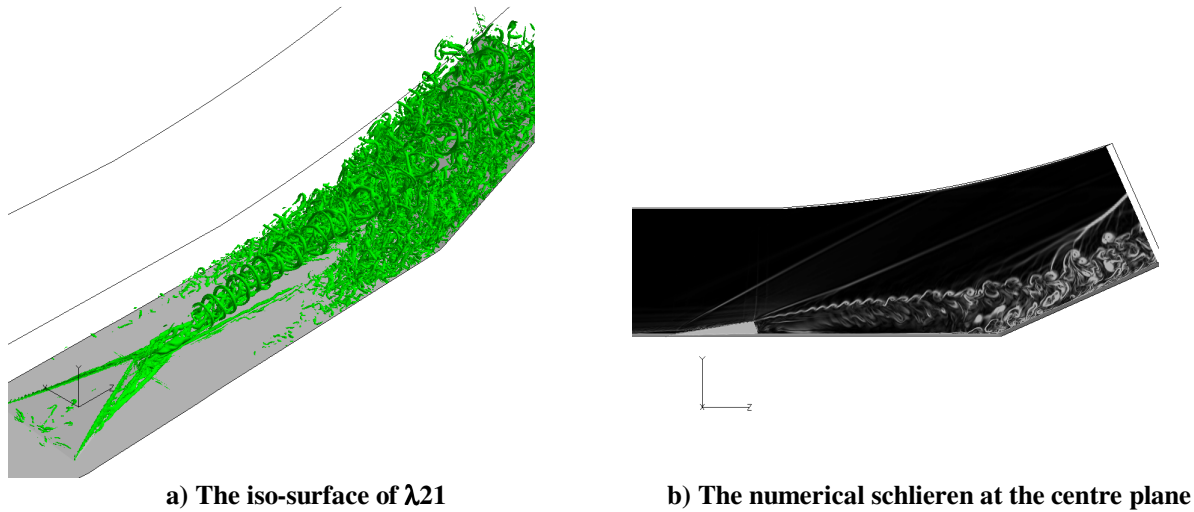 X
Y
Z
Y
X
Z
a) The iso-surface of λ21
b) The numerical schlieren at the centre plane